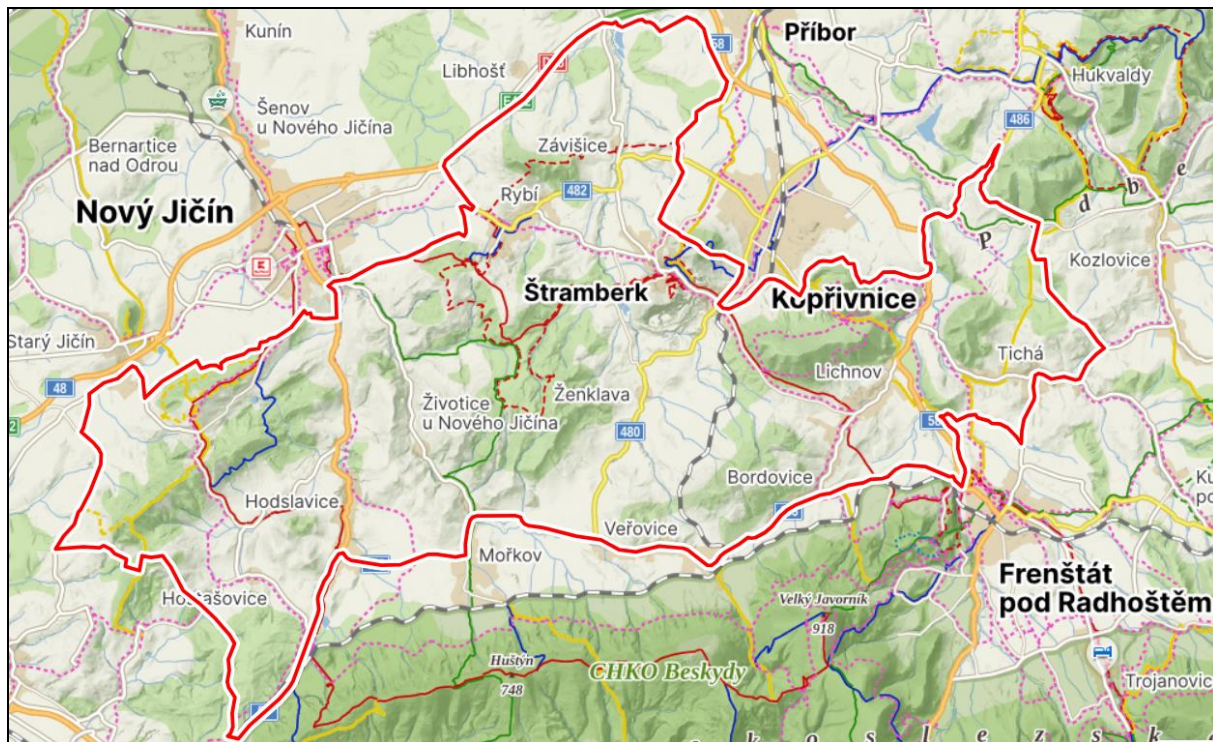 Kunín
Příbor
58
Libhošť
Hukvaldy
Šenov
u Nového Jičína
486
Bernartice
nad Odrou
Závišice
Rybí
482
Nový Jičín
P
d
b
e
Kozlovice
Štramberk
Kopřivnice
Starý Jičín
Tichá
48
Lichnov
Životice
u Nového Jičína
Ženklava
480
Bordovice
Hodslavice
Veřovice
Mořkov
Frenštát
pod Radhoštěm
Hostašovice
Velký Javorník
918
Huštýn
748
CHKO Beskydy
Trojanovic